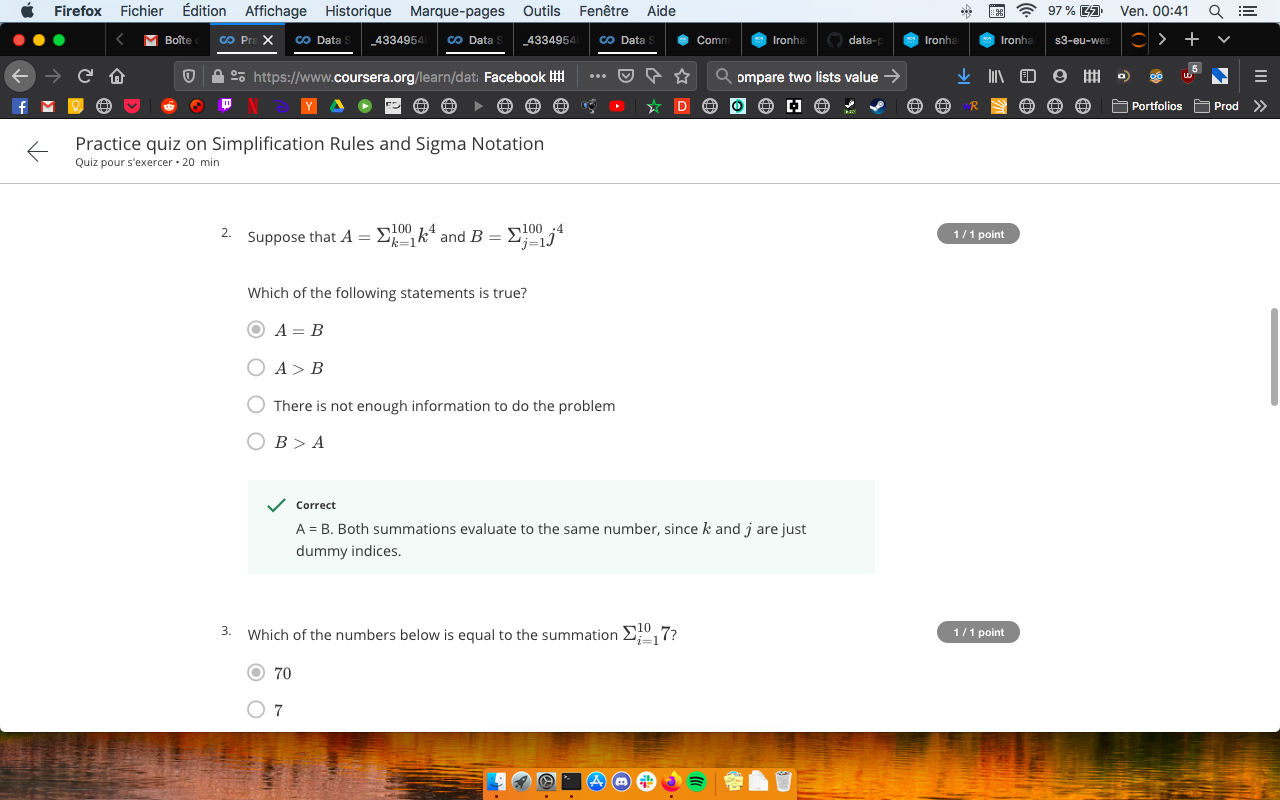 Firefox Fichier Édition Affichage Historique Marque-pages Outils Fenêtre Aide 97 % Ven. 00:41
Boîte Pra Data S _4334954 Data S _4334954 Data S Comm Ironha data-p Ironha Ironha s3-eu-wes
https://www.coursera.org/learn/data Facebook ompare two lists value 5
Portfolios Prod
Practice quiz on Simplification Rules and Sigma Notation
Quiz pour s'exercer • 20 min
2. Suppose that A = Σ_{k=1}^{100} k^4 and B = Σ_{j=1}^{100} j^4 1 / 1 point
Which of the following statements is true?
A = B
A > B
There is not enough information to do the problem
B > A
Correct
A = B. Both summations evaluate to the same number, since k and j are just
dummy indices.
3. Which of the numbers below is equal to the summation Σ_{i=1}^{10} 7? 1 / 1 point
70
7